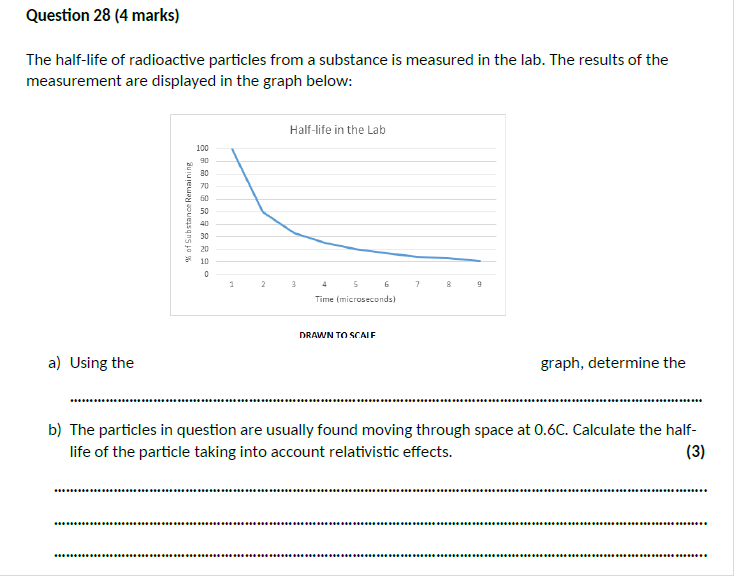 Question 28 (4 marks)
The half-life of radioactive particles from a substance is measured in the lab. The results of the
measurement are displayed in the graph below:
Half-life in the Lab
% of Substance Remaining
100
90
80
70
60
50
40
30
20
10
0
1 2 3 4 5 6 7 8 9
Time (microseconds)
DRAWN TO SCALE
a) Using the graph, determine the
b) The particles in question are usually found moving through space at 0.6C. Calculate the half-
life of the particle taking into account relativistic effects. (3)